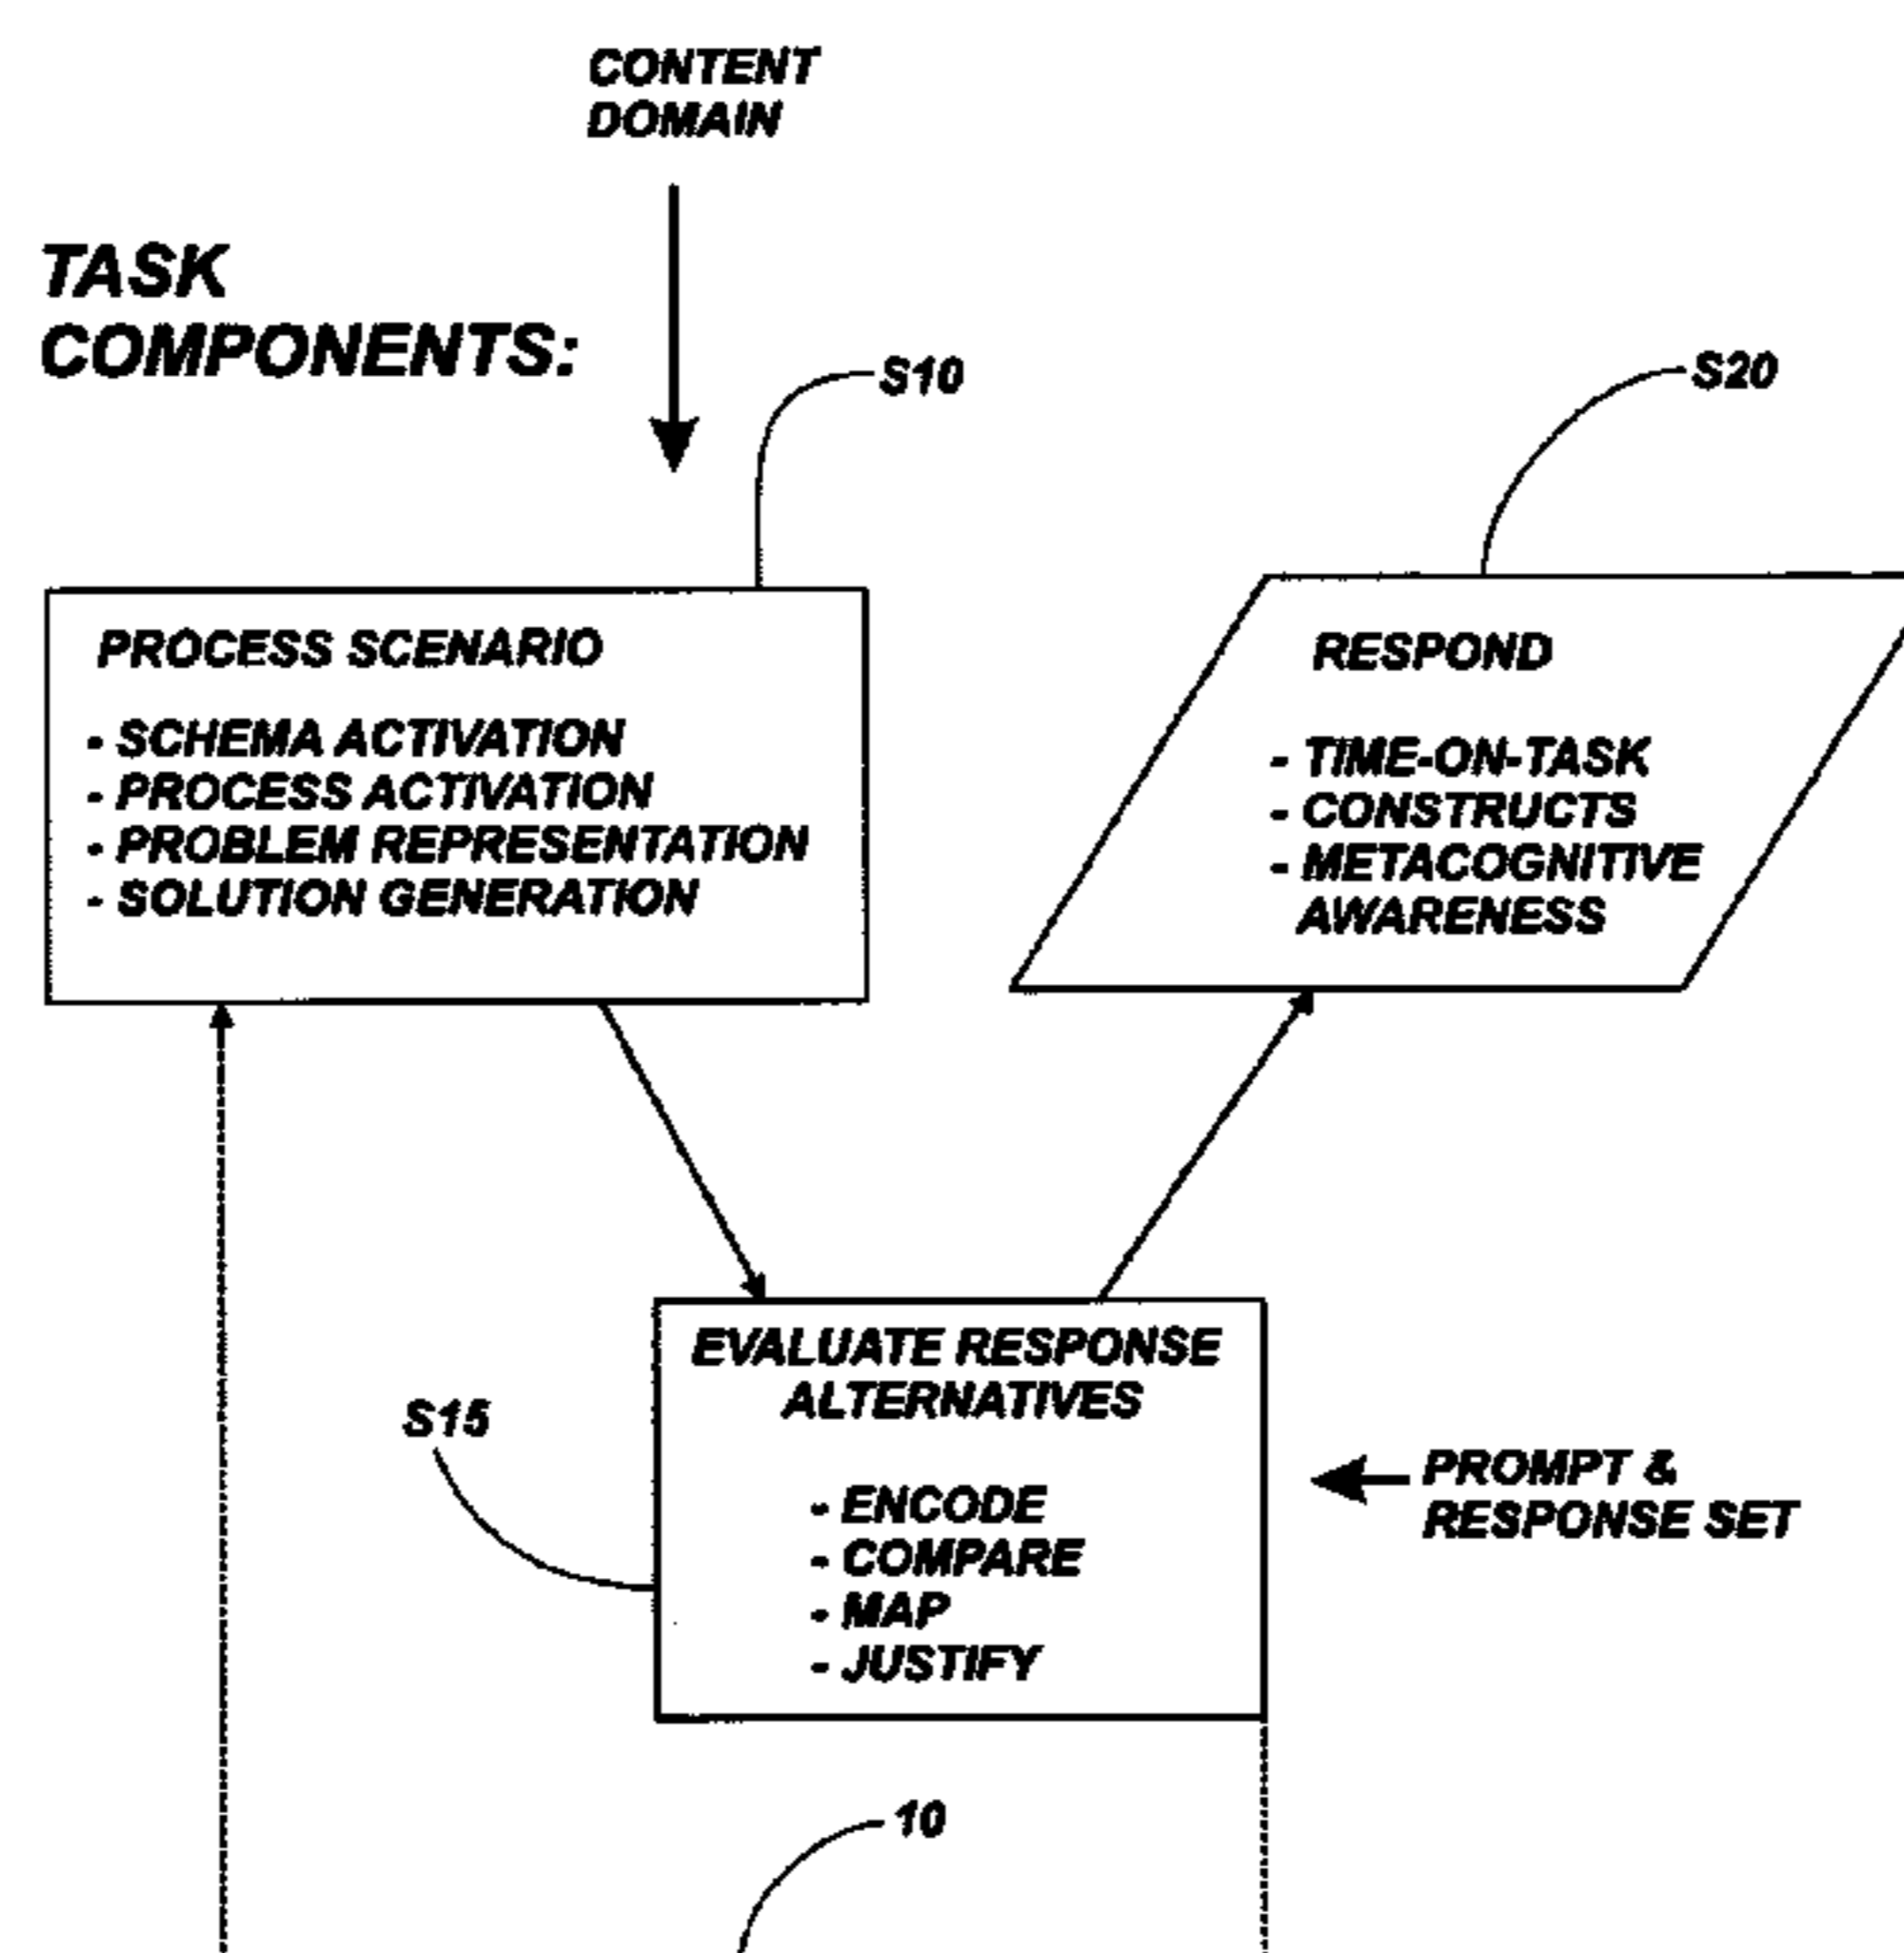 CONTENT
DOMAIN
TASK
COMPONENTS:
S10
S20
PROCESS SCENARIO
- SCHEMA ACTIVATION
- PROCESS ACTIVATION
- PROBLEM REPRESENTATION
- SOLUTION GENERATION
RESPOND
- TIME-ON-TASK
- CONSTRUCTS
- METACOGNITIVE
AWARENESS
EVALUATE RESPONSE
ALTERNATIVES
- ENCODE
- COMPARE
- MAP
- JUSTIFY
S15
PROMPT &
RESPONSE SET
10